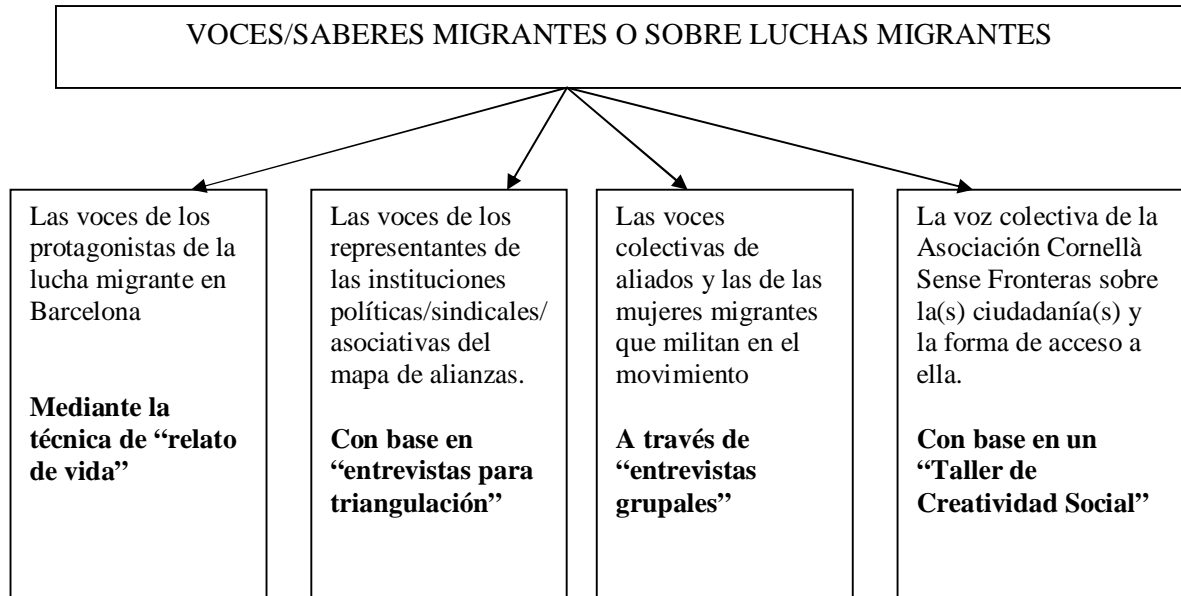 VOCES/SABERES MIGRANTES O SOBRE LUCHAS MIGRANTES
Las voces de los
protagonistas de la
lucha migrante en
Barcelona
Mediante la
técnica de “relato
de vida”
Las voces de los
representantes de
las instituciones
políticas/sindicales/
asociativas del
mapa de alianzas.
Con base en
“entrevistas para
triangulación”
Las voces
colectivas de
aliados y las de las
mujeres migrantes
que militan en el
movimiento
A través de
“entrevistas
grupales”
La voz colectiva de la
Asociación Cornellà
Sense Fronteras sobre
la(s) ciudadanía(s) y
la forma de acceso a
ella.
Con base en un
“Taller de
Creatividad Social”